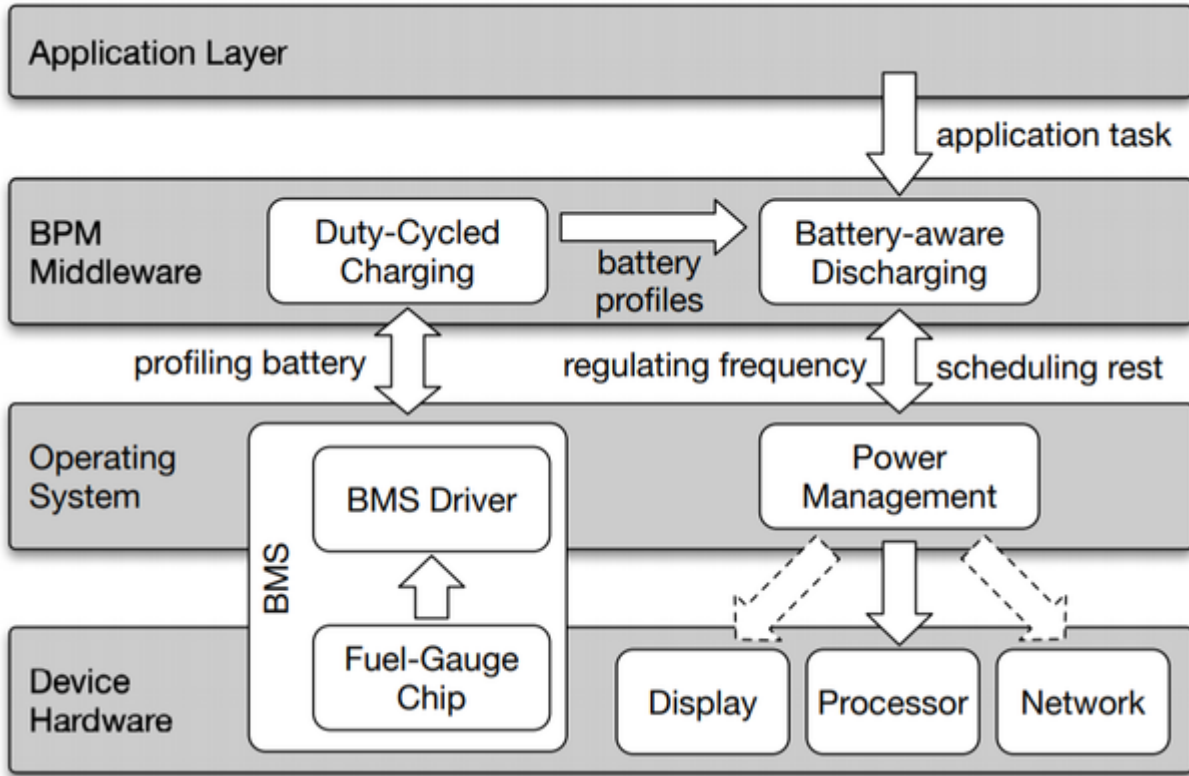 Application Layer
application task
BPM
Middleware
Duty-Cycled
Charging
battery
profiles
Battery-aware
Discharging
profiling battery
regulating frequency
scheduling rest
Operating
System
BMS
BMS Driver
Power
Management
Device
Hardware
Fuel-Gauge
Chip
Display
Processor
Network